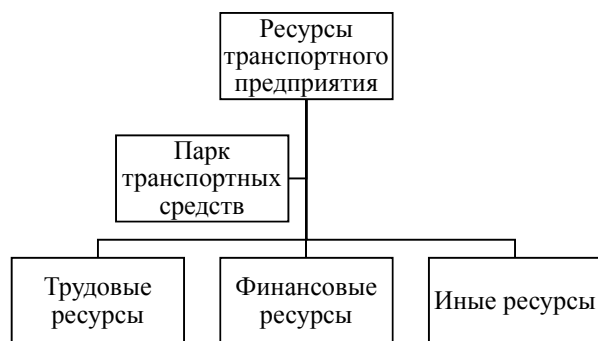 Ресурсы
транспортного
предприятия
Парк
транспортных
средств
Трудовые
ресурсы
Финансовые
ресурсы
Иные ресурсы